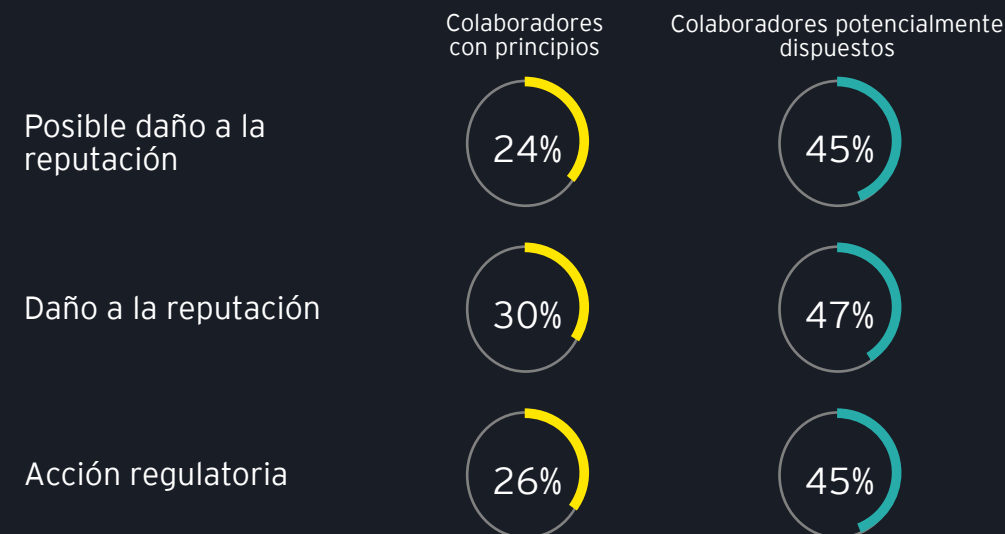 Colaboradores
con principios
Colaboradores potencialmente
dispuestos
Posible daño a la
reputación
24%
45%
Daño a la reputación
30%
47%
Acción regulatoria
26%
45%